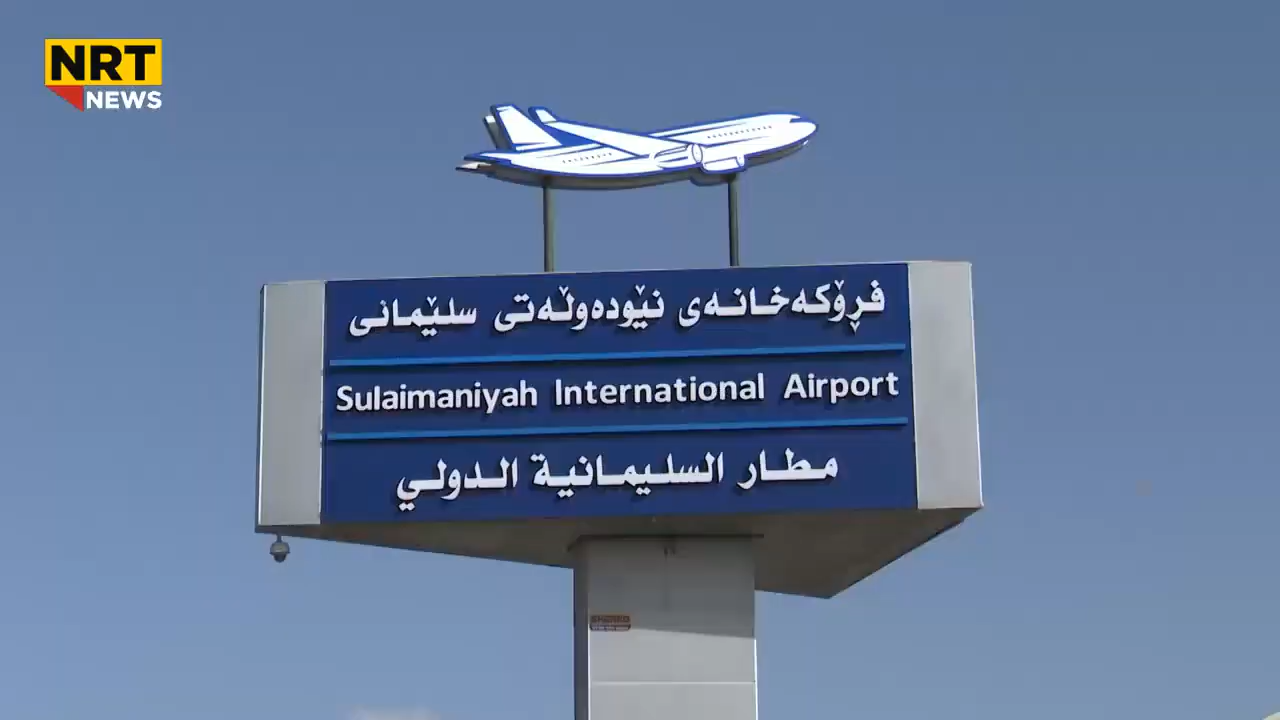 NRT
NEWS
فڕۆکەخانەی نێودەوڵەتی سلێمانی
Sulaimaniyah International Airport
مطار السليمانية الدولي